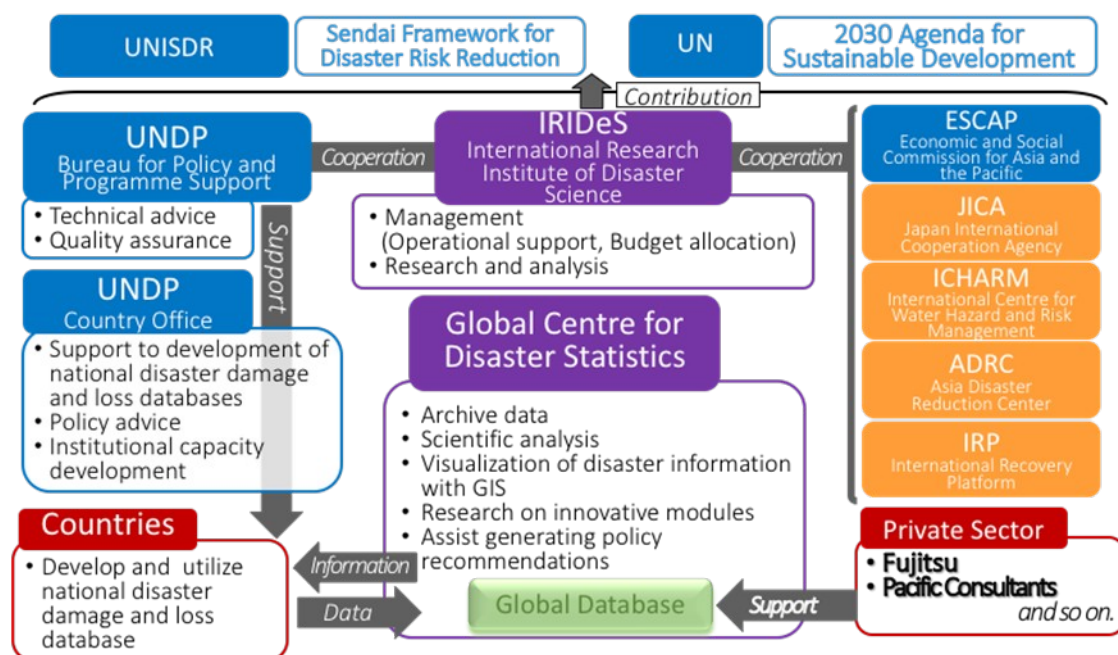 UNISDR
Sendai Framework for
Disaster Risk Reduction
UN
2030 Agenda for
Sustainable Development
Contribution
UNDP
Bureau for Policy and
Programme Support
• Technical advice
• Quality assurance
Cooperation
IRIDeS
International Research
Institute of Disaster
Science
• Management
(Operational support, Budget allocation)
• Research and analysis
Cooperation
ESCAP
Economic and Social
Commission for Asia and
the Pacific
JICA
Japan International
Cooperation Agency
ICHARM
International Centre for
Water Hazard and Risk
Management
ADRC
Asia Disaster
Reduction Center
IRP
International Recovery
Platform
Support
UNDP
Country Office
• Support to development of
national disaster damage
and loss databases
• Policy advice
• Institutional capacity
development
Global Centre for
Disaster Statistics
• Archive data
• Scientific analysis
• Visualization of disaster information
with GIS
• Research on innovative modules
• Assist generating policy
recommendations
Global Database
Countries
• Develop and utilize
national disaster
damage and loss
database
Information
Data
Support
Private Sector
• Fujitsu
• Pacific Consultants
and so on.